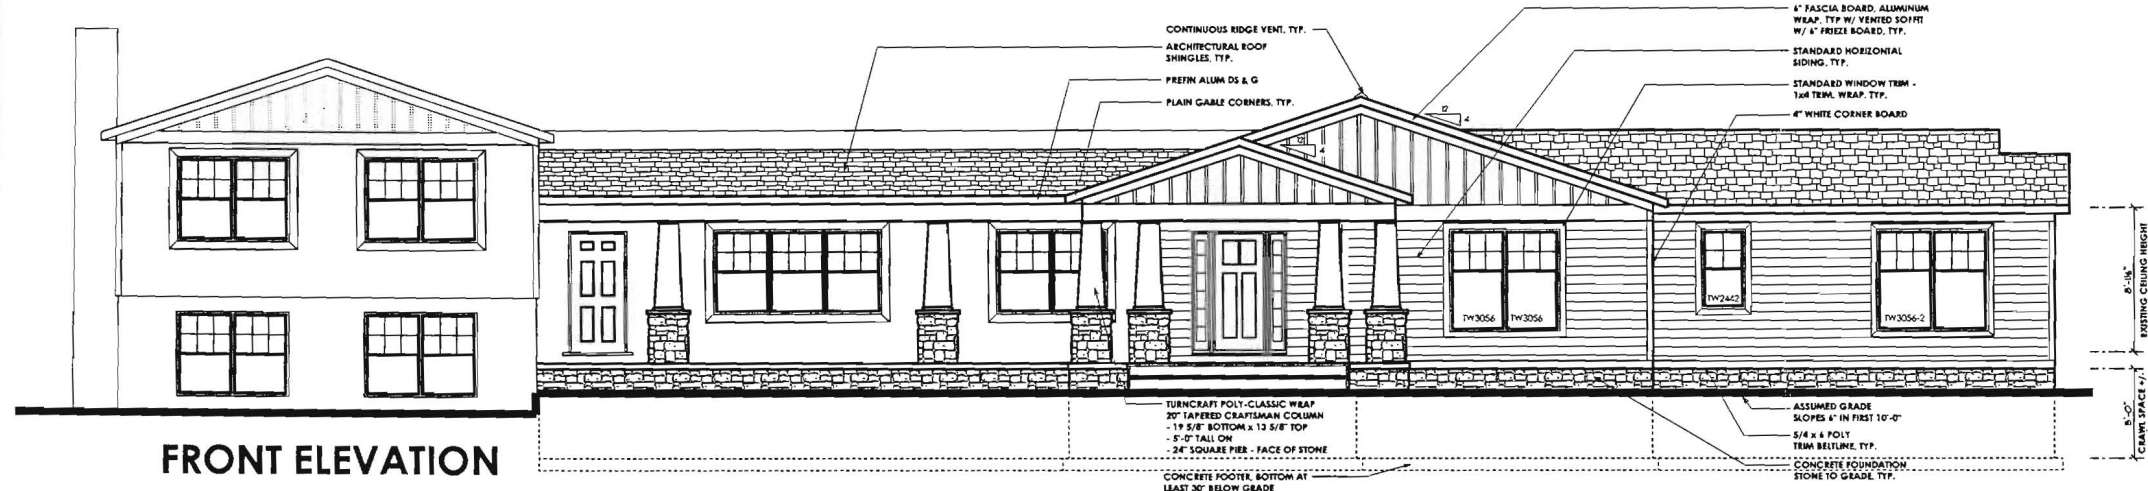 CONTINUOUS RIDGE VENT, TYP.
ARCHITECTURAL ROOF
SHINGLES, TYP.
PREFIN ALUM DS & G
PLAIN GABLE CORNERS, TYP.
6" FASCIA BOARD, ALUMINUM
WRAP, TYP W/ VENTED SOFFIT
W/ 6" FRIEZE BOARD, TYP.
STANDARD HORIZONTAL
SIDING, TYP.
STANDARD WINDOW TRIM -
1x4 TRIM, WRAP, TYP.
4" WHITE CORNER BOARD
12
4
12
4
TW3056
TW3056
TW2442
TW3056-2
EXISTING CEILING HEIGHT
CRAWL SPACE +/-
TURNCRAFT POLY-CLASSIC WRAP
20" TAPERED CRAFTSMAN COLUMN
- 19 5/8" BOTTOM x 13 5/8" TOP
- 5'-0" TALL ON
- 24" SQUARE PIER - FACE OF STONE
CONCRETE FOOTER, BOTTOM AT
LEAST 30" BELOW GRADE
ASSUMED GRADE
SLOPES 6" IN FIRST 10'-0"
5/4 x 6 POLY
TRIM BELTLINE, TYP.
CONCRETE FOUNDATION
STONE TO GRADE, TYP.
FRONT ELEVATION